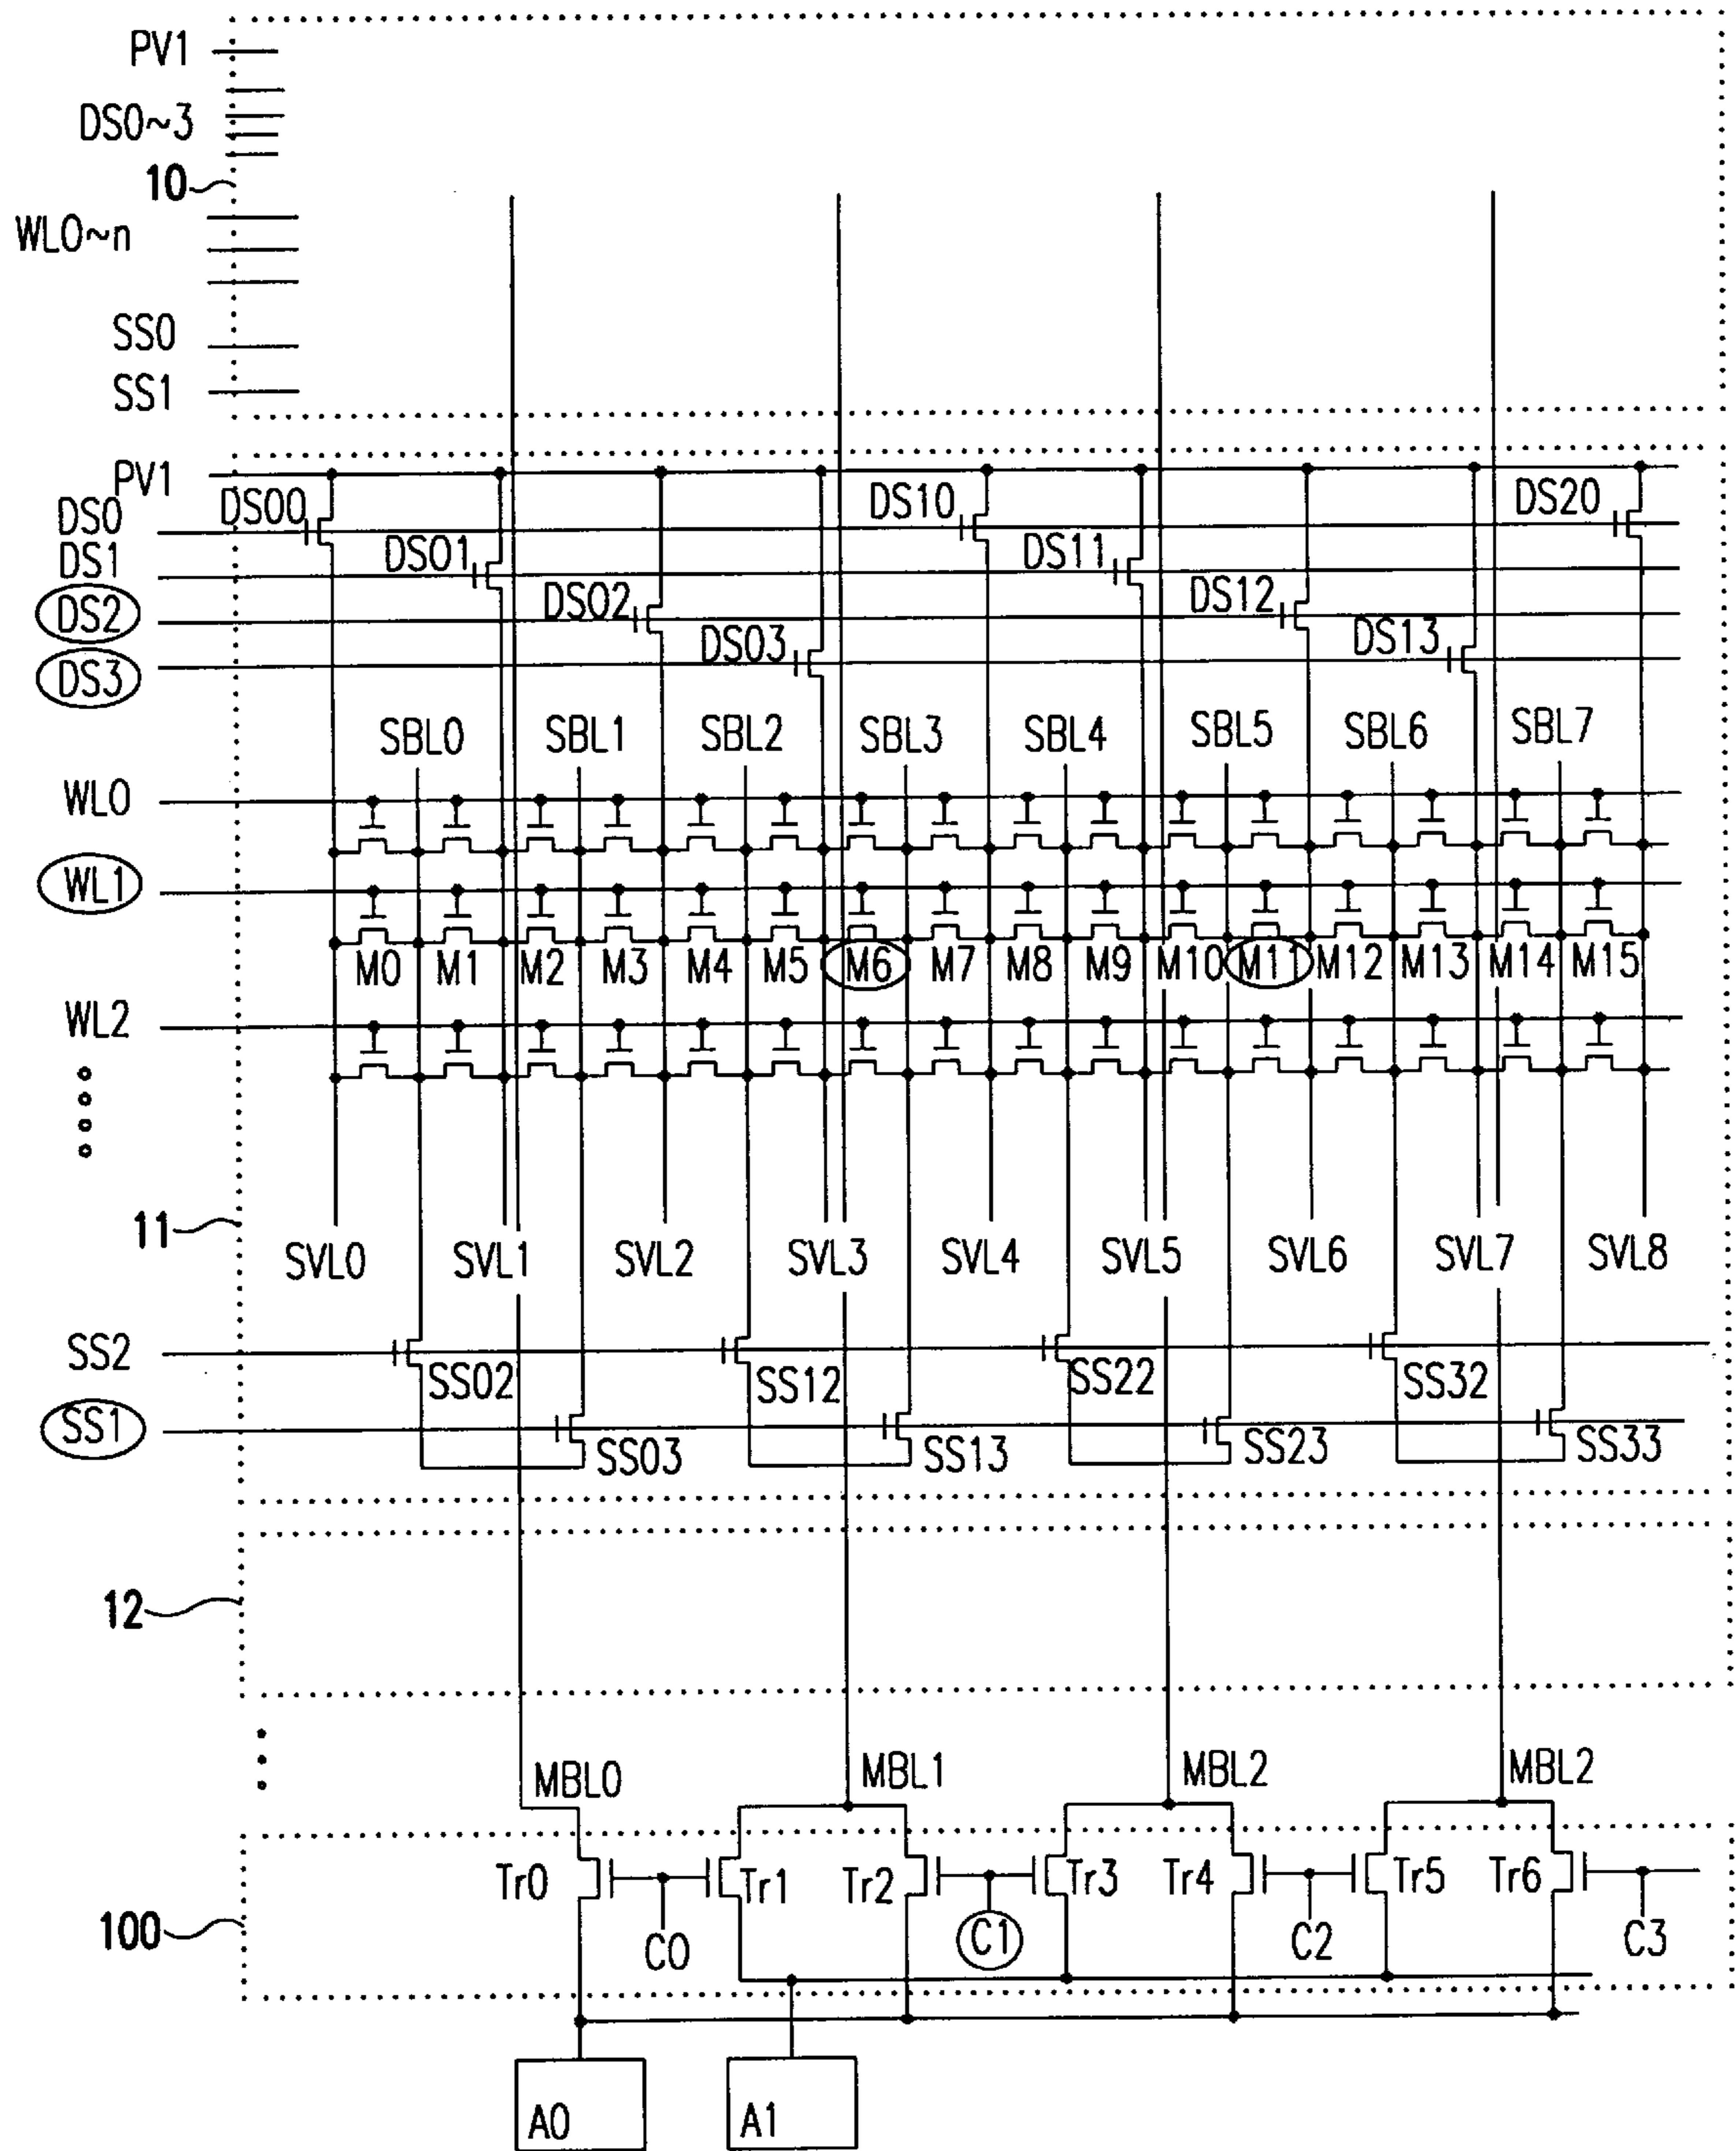 PV1
DS0~3
10
WL0~n
SS0
SS1
PV1
DS0 DS00 DS10 DS20
DS1 DS01 DS11
DS2 DS02 DS12
DS3 DS03 DS13
SBL0 SBL1 SBL2 SBL3 SBL4 SBL5 SBL6 SBL7
WL0
WL1
M0 M1 M2 M3 M4 M5 M6 M7 M8 M9 M10 M11 M12 M13 M14 M15
WL2
11
SVL0 SVL1 SVL2 SVL3 SVL4 SVL5 SVL6 SVL7 SVL8
SS2
SS02 SS12 SS22 SS32
SS1
SS03 SS13 SS23 SS33
12
MBL0 MBL1 MBL2 MBL2
Tr0 Tr1 Tr2 Tr3 Tr4 Tr5 Tr6
100
C0 C1 C2 C3
A0 A1